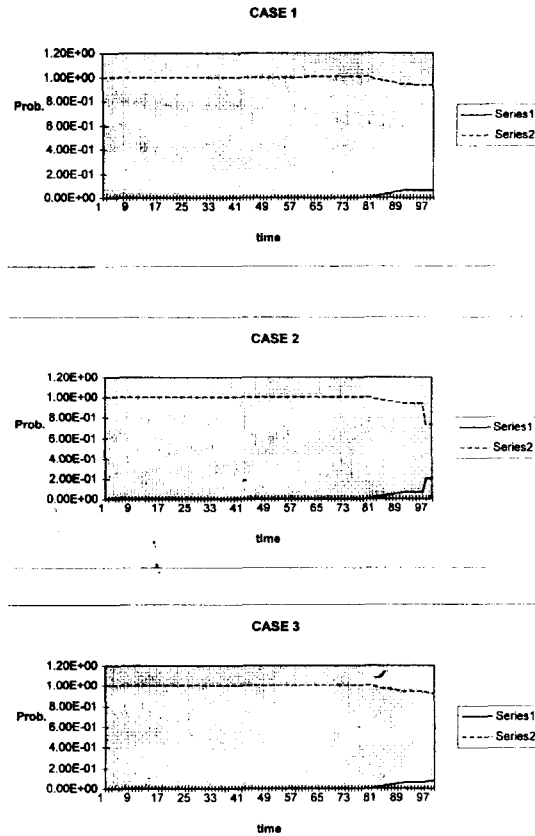 CASE 1
1.20E+00
1.00E+00
Prob. 8.00E-01
6.00E-01
4.00E-01
2.00E-01
0.00E+00
1 9 17 25 33 41 49 57 65 73 81 89 97
time
Series1
Series2
CASE 2
1.20E+00
1.00E+00
Prob. 8.00E-01
6.00E-01
4.00E-01
2.00E-01
0.00E+00
1 9 17 25 33 41 49 57 65 73 81 89 97
time
Series1
Series2
CASE 3
1.20E+00
1.00E+00
Prob. 8.00E-01
6.00E-01
4.00E-01
2.00E-01
0.00E+00
1 9 17 25 33 41 49 57 65 73 81 89 97
time
Series1
Series2